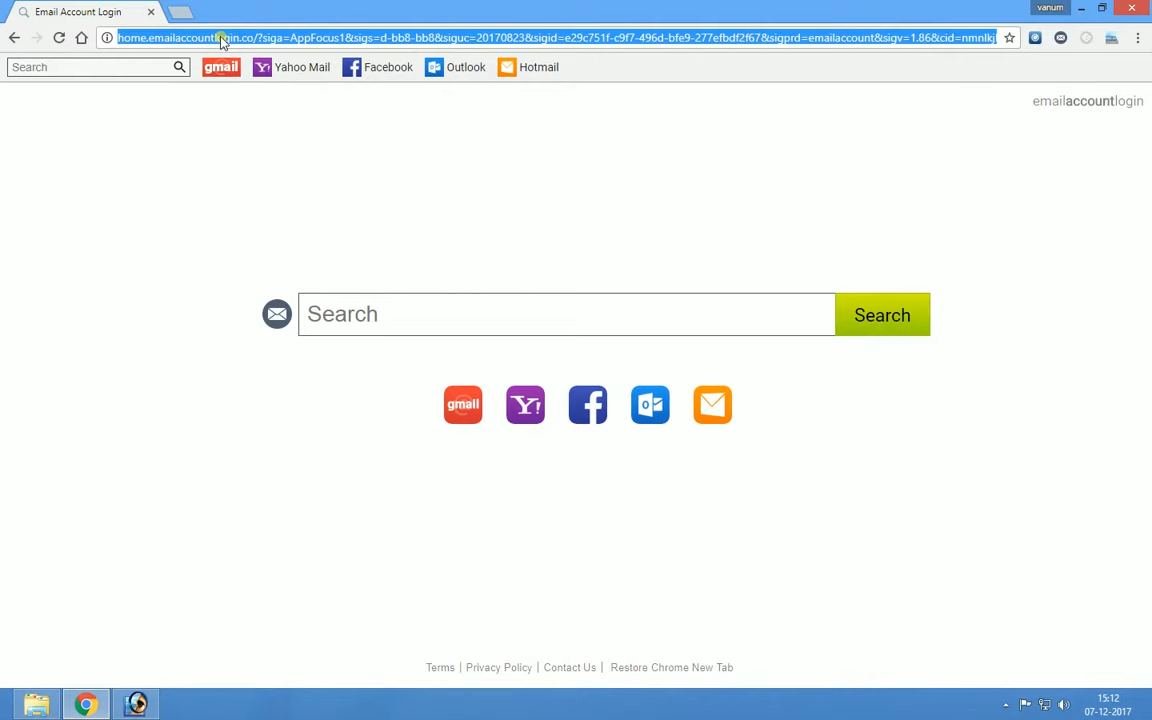 Email Account Login
vanum
home.emailaccountlogin.co/?siga=AppFocus1&sigs=d-bb8-bb8&siguc=20170823&sigid=e29c751f-c9f7-496d-bfe9-277efbdf2f67&sigprd=emailaccount&sigv=1.86&cid=nmnlkj
Search gmail Yahoo Mail Facebook Outlook Hotmail
emailaccountlogin
Search Search
gmail Y!
Terms | Privacy Policy | Contact Us | Restore Chrome New Tab
15:12
07-12-2017